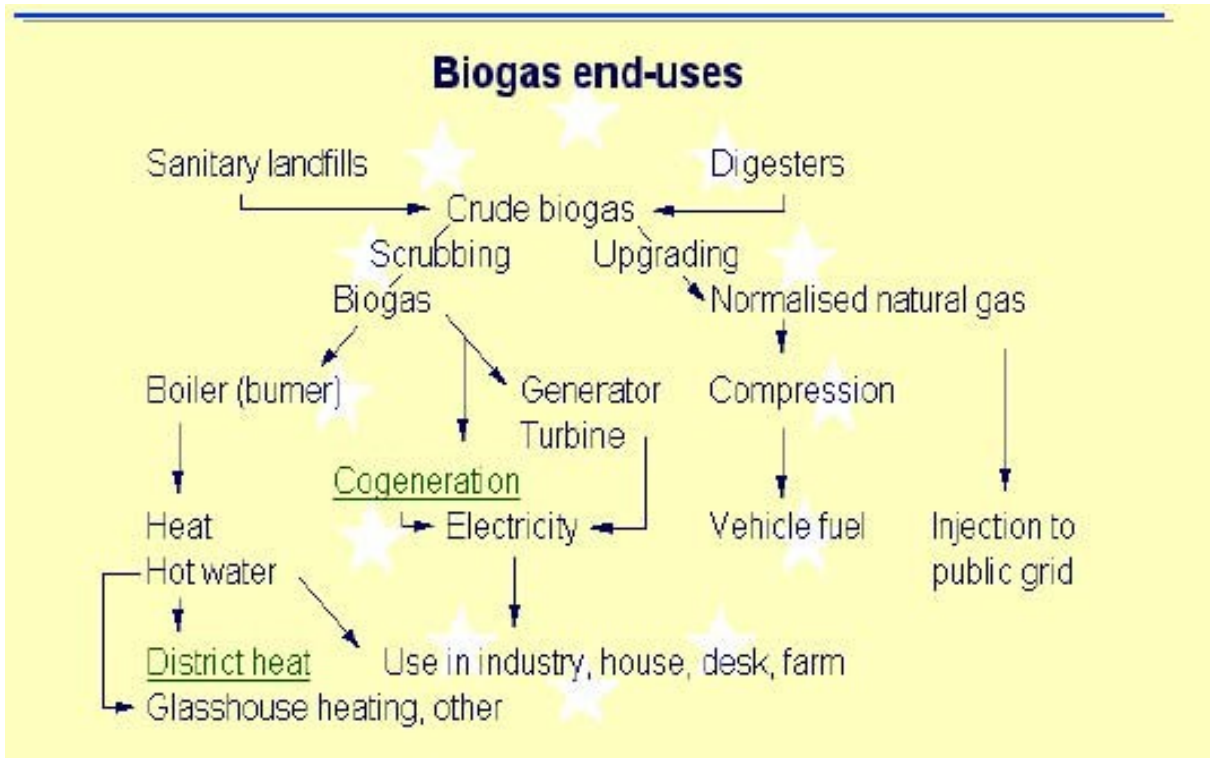 Biogas end-uses
Sanitary landfills
Digesters
Crude biogas
Scrubbing
Upgrading
Biogas
Normalised natural gas
Boiler (burner)
Generator
Turbine
Compression
Cogeneration
Heat
Hot water
Electricity
Vehicle fuel
Injection to
public grid
District heat
Use in industry, house, desk, farm
Glasshouse heating, other